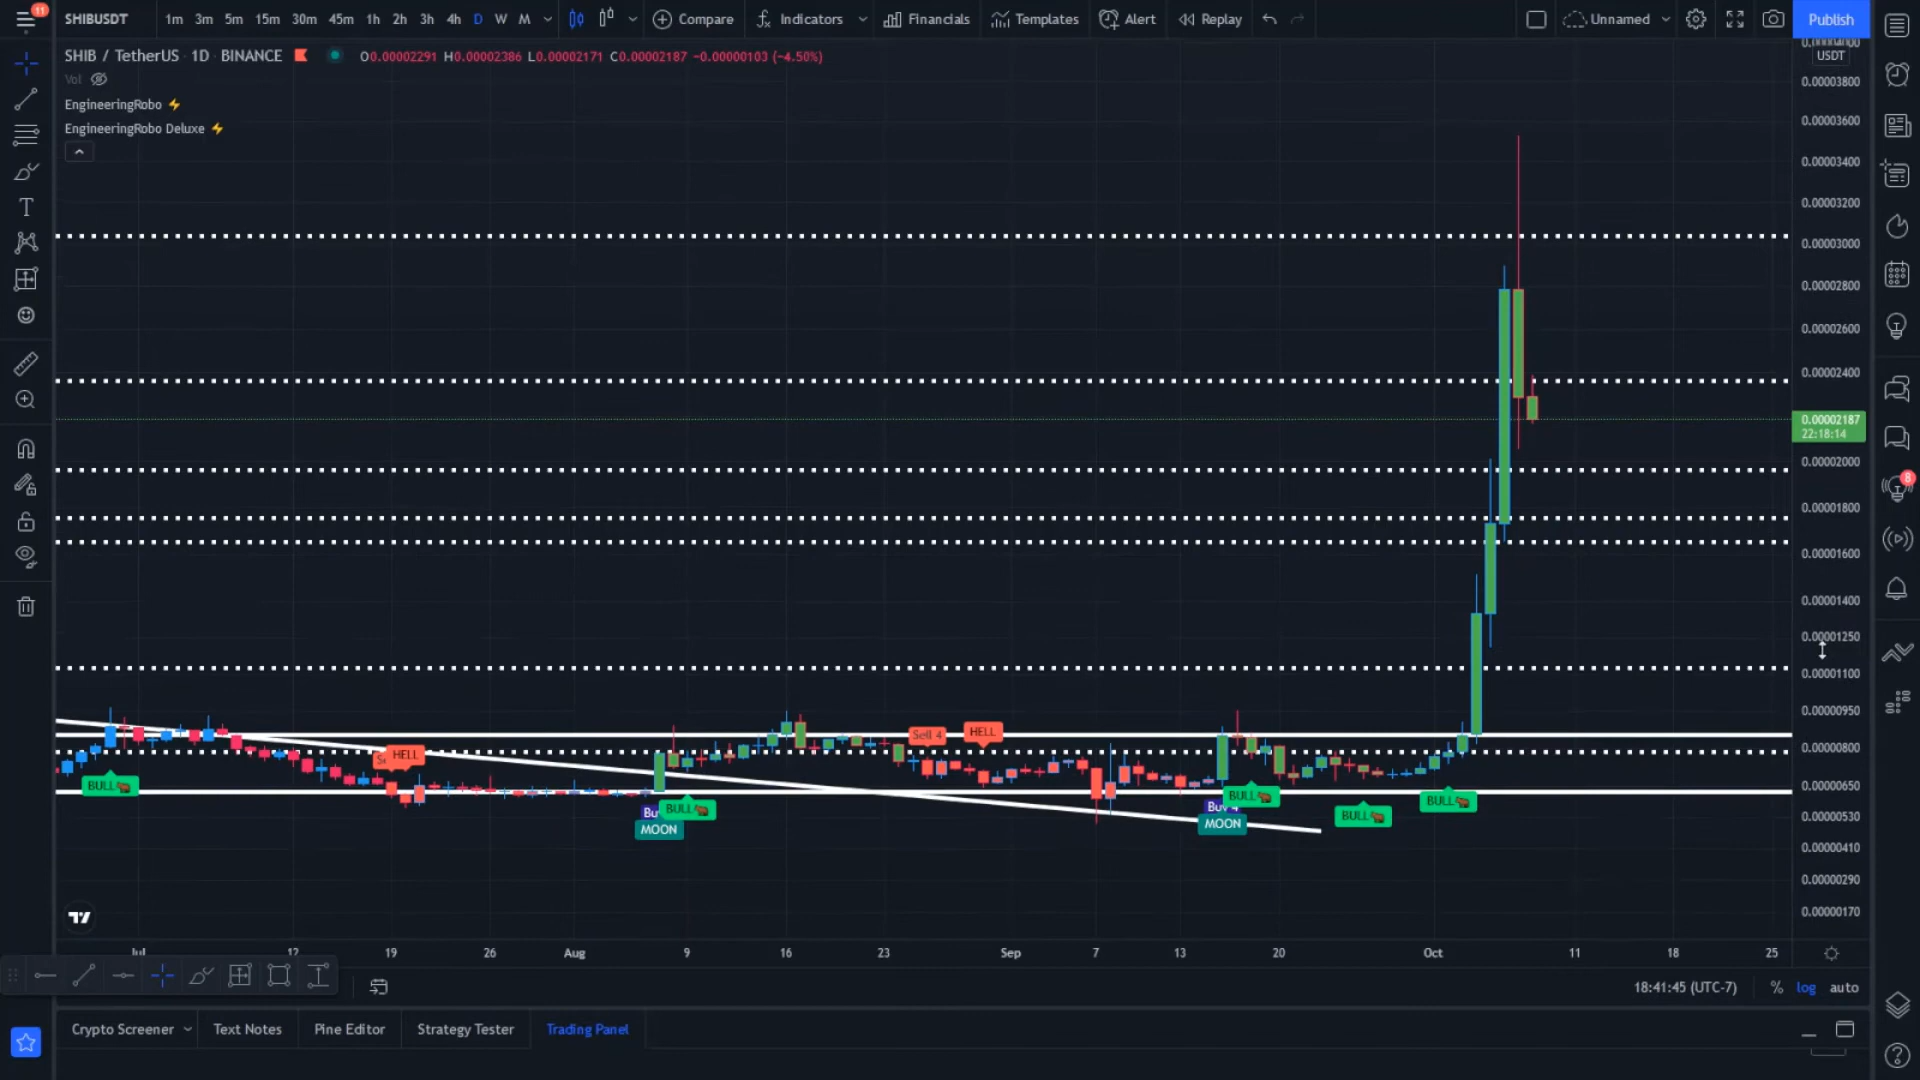 11
SHIBUSDT 1m 3m 5m 15m 30m 45m 1h 2h 3h 4h D W M Compare Indicators Financials Templates Alert Replay Unnamed Publish
SHIB / TetherUS · 1D · BINANCE O0.00002291 H0.00002386 L0.00002171 C0.00002187 −0.00000103 (−4.50%)
Vol
EngineeringRobo ⚡
EngineeringRobo Deluxe ⚡
USDT
0.00003800
0.00003600
0.00003400
0.00003200
0.00003000
0.00002800
0.00002600
0.00002400
0.00002187
22:18:14
0.00002000
0.00001800
0.00001600
0.00001400
0.00001250
0.00001100
0.00000950
0.00000800
0.00000650
0.00000530
0.00000410
0.00000290
0.00000170
8
Sell 4 HELL
HELL
BULL
BULL
MOON
BULL
Buy 4
MOON
BULL
BULL
Jul 12 19 26 Aug 9 16 23 Sep 7 13 20 Oct 11 18 25
18:41:45 (UTC-7) % log auto
Crypto Screener Text Notes Pine Editor Strategy Tester Trading Panel